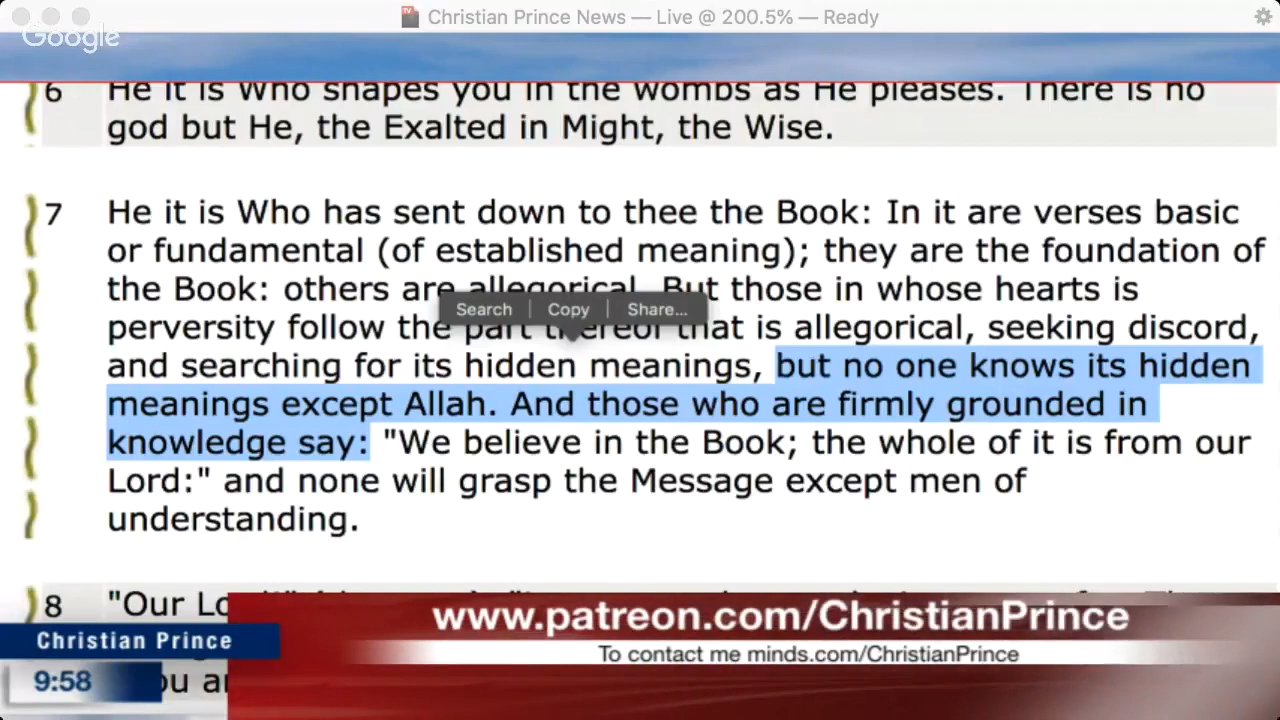 Christian Prince News — Live @ 200.5% — Ready
Google
6 He it is Who shapes you in the wombs as He pleases. There is no
god but He, the Exalted in Might, the Wise.
7 He it is Who has sent down to thee the Book: In it are verses basic
or fundamental (of established meaning); they are the foundation of
the Book: others are allegorical. But those in whose hearts is
Search Copy Share...
perversity follow the part thereof that is allegorical, seeking discord,
and searching for its hidden meanings, but no one knows its hidden
meanings except Allah. And those who are firmly grounded in
knowledge say: "We believe in the Book; the whole of it is from our
Lord:" and none will grasp the Message except men of
understanding.
8 "Our
www.patreon.com/ChristianPrince
Christian Prince
To contact me minds.com/ChristianPrince
9:58